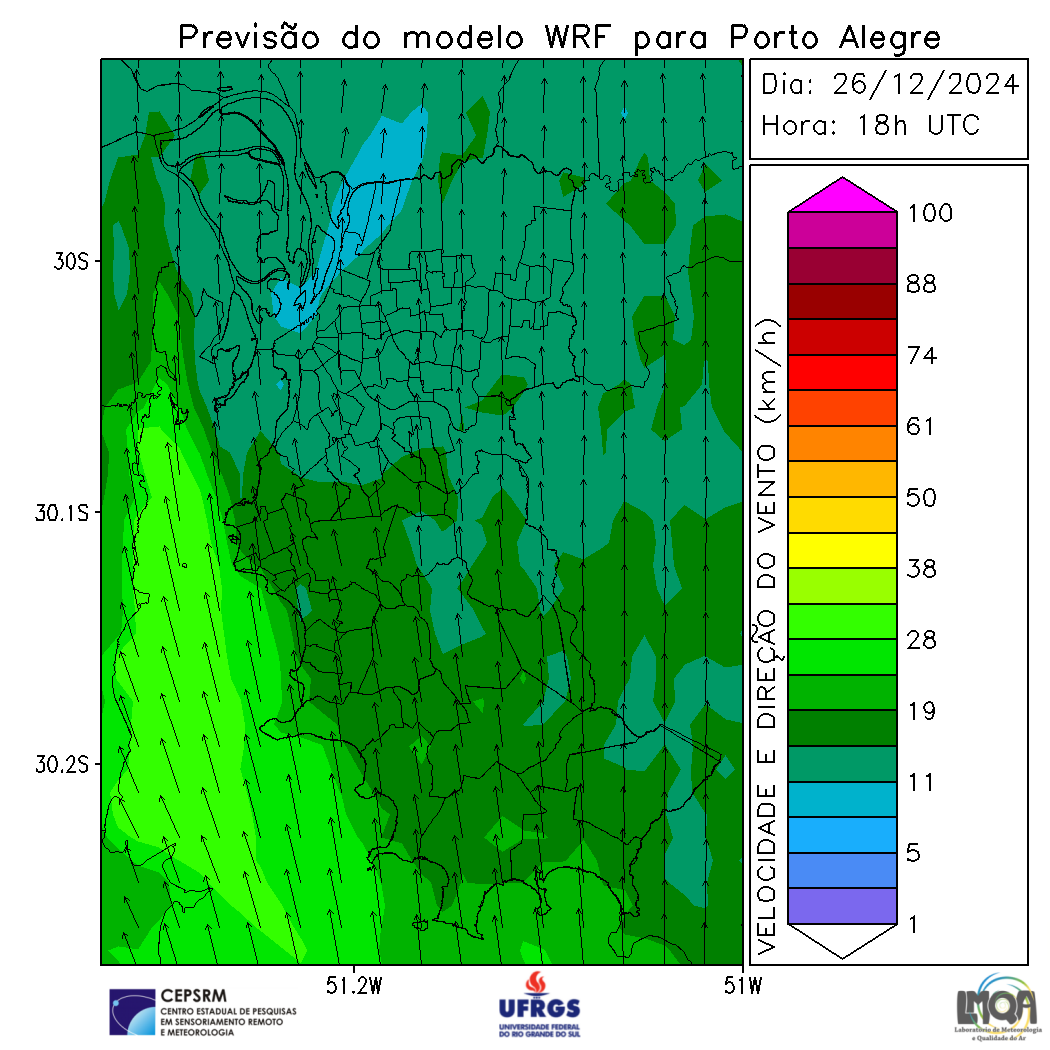 Previsão do modelo WRF para Porto Alegre
Dia: 26/12/2024
Hora: 18h UTC
30S
30.1S
30.2S
51.2W
51W
VELOCIDADE E DIREÇÃO DO VENTO (km/h)
100
88
74
61
50
38
28
19
11
5
1
CEPSRM
CENTRO ESTADUAL DE PESQUISAS
EM SENSORIAMENTO REMOTO
E METEOROLOGIA
UFRGS
UNIVERSIDADE FEDERAL
DO RIO GRANDE DO SUL
LMQA
Laboratório de Meteorologia
e Qualidade do Ar